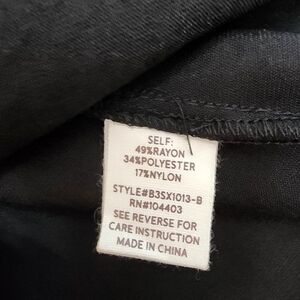 SELF:
49%RAYON
34%POLYESTER
17%NYLON
STYLE#B3SX1013-B
RN#104403
SEE REVERSE FOR
CARE INSTRUCTION
MADE IN CHINA